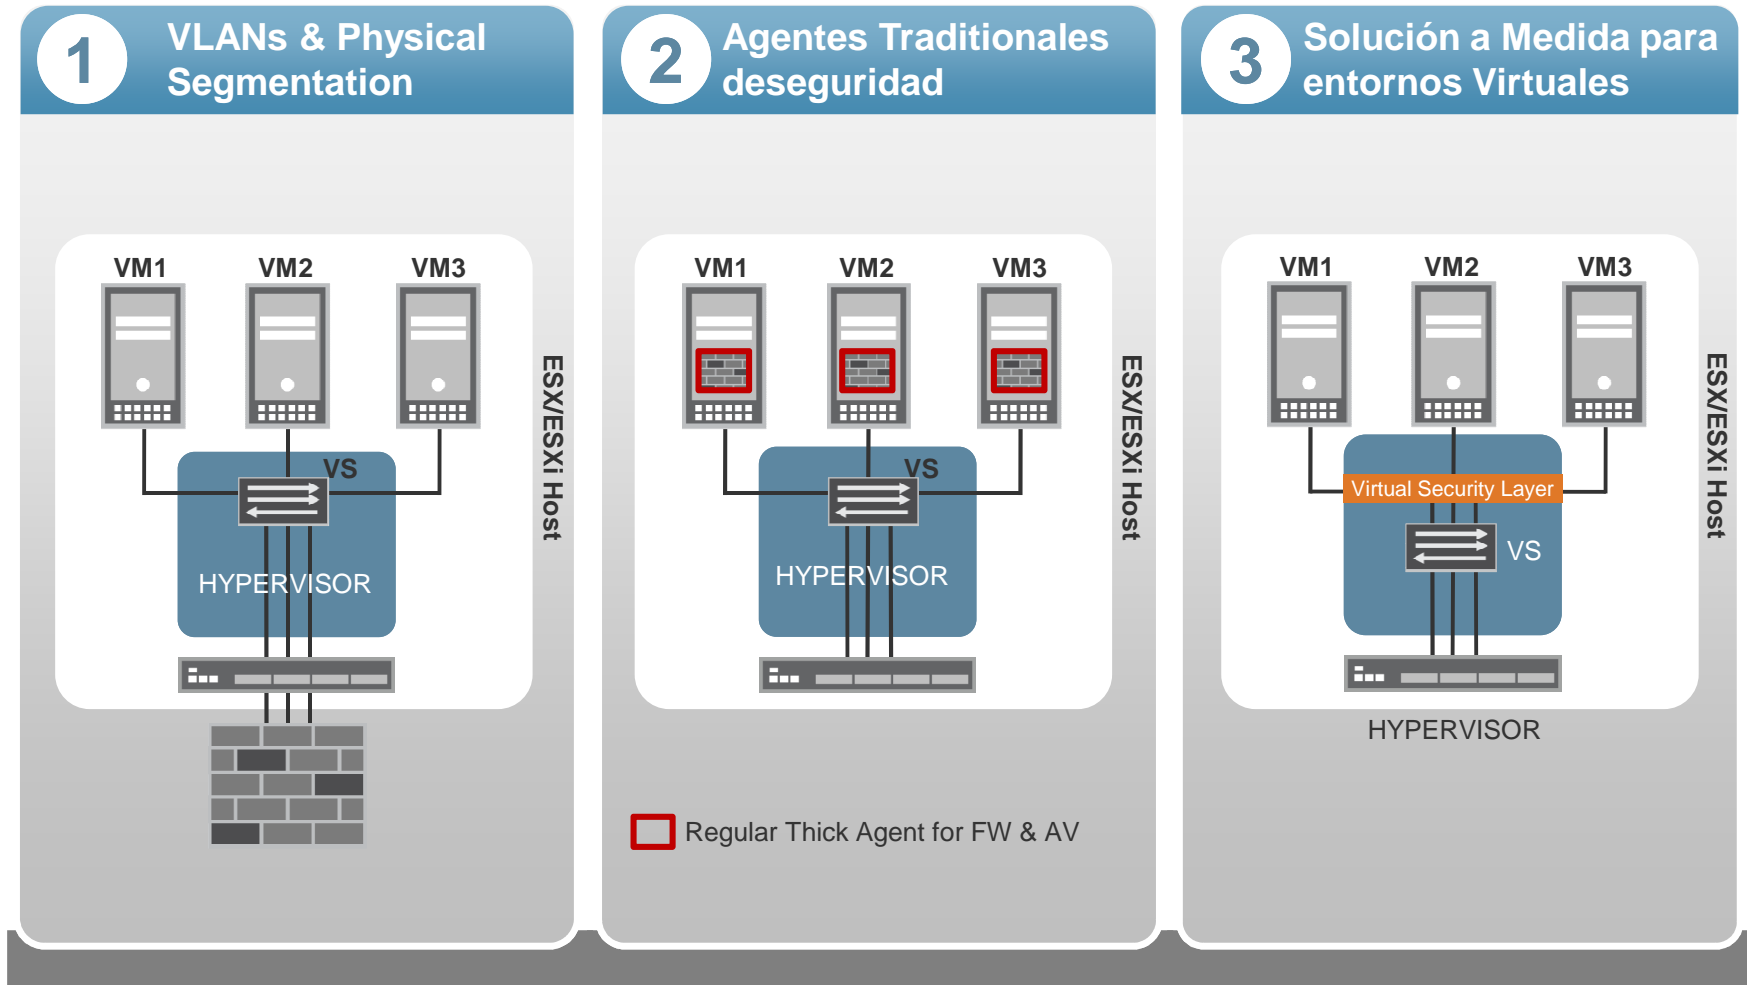 1
VLANs & Physical
Segmentation
VM1
VM2
VM3
ESX/ESXi Host
VS
HYPERVISOR
2
Agentes Traditionales
deseguridad
VM1
VM2
VM3
ESX/ESXi Host
VS
HYPERVISOR
Regular Thick Agent for FW & AV
3
Solución a Medida para
entornos Virtuales
VM1
VM2
VM3
ESX/ESXi Host
Virtual Security Layer
VS
HYPERVISOR